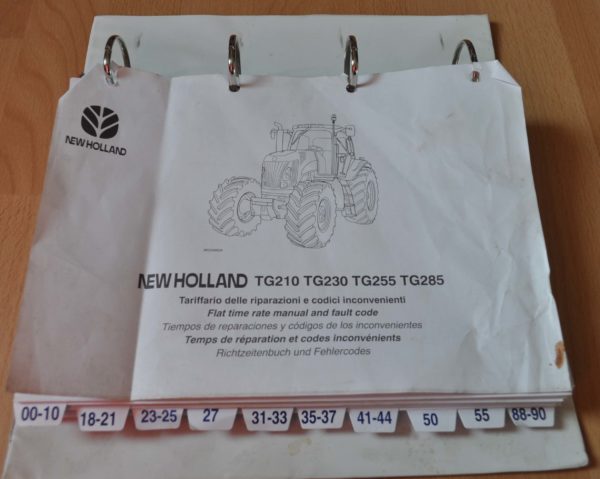 NEW HOLLAND
NEW HOLLAND TG210 TG230 TG255 TG285
Tariffario delle riparazioni e codici inconvenienti
Flat time rate manual and fault code
Tiempos de reparaciones y códigos de los inconvenientes
Temps de réparation et codes inconvénients
Richtzeitenbuch und Fehlercodes
00-10 18-21 23-25 27 31-33 35-37 41-44 50 55 88-90